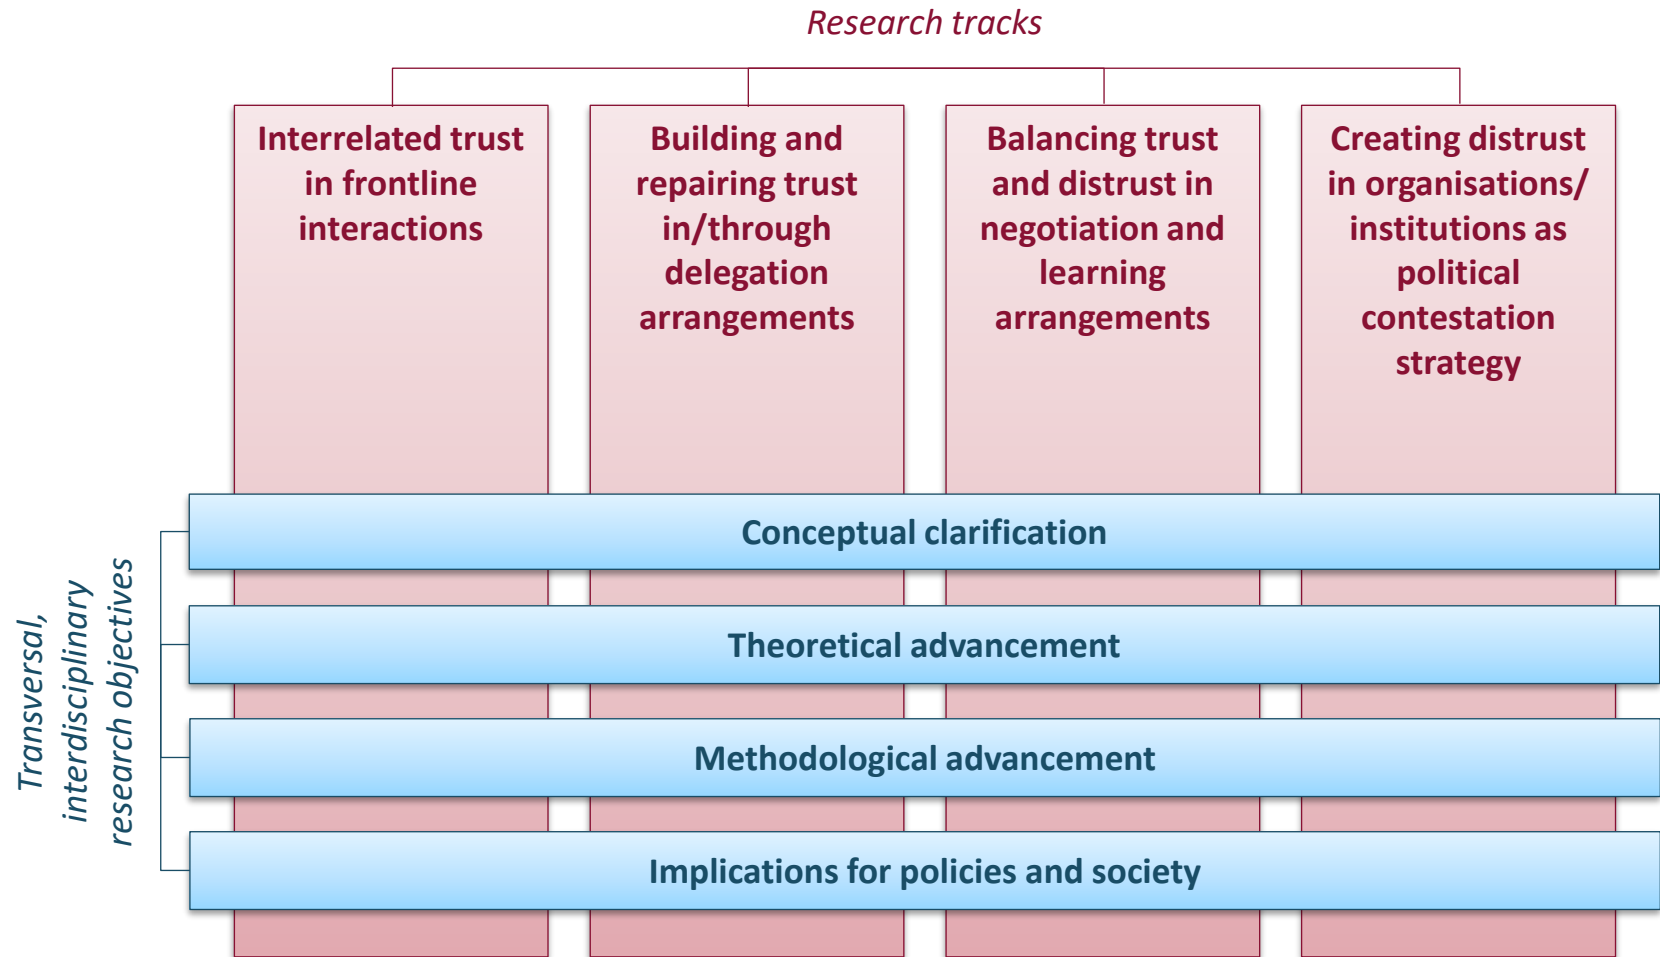 Research tracks
Interrelated trust
in frontline
interactions
Building and
repairing trust
in/through
delegation
arrangements
Balancing trust
and distrust in
negotiation and
learning
arrangements
Creating distrust
in organisations/
institutions as
political
contestation
strategy
Transversal,
interdisciplinary
research objectives
Conceptual clarification
Theoretical advancement
Methodological advancement
Implications for policies and society